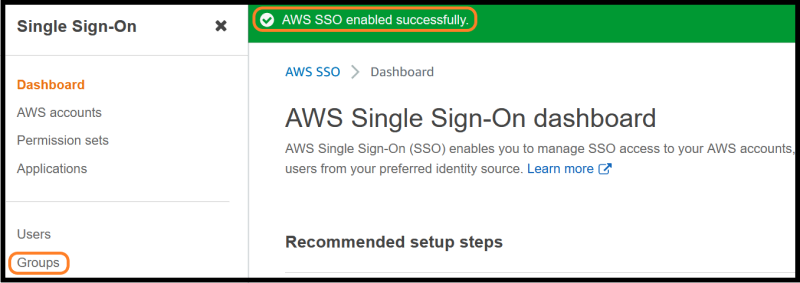 Single Sign-On
Dashboard
AWS accounts
Permission sets
Applications
Users
Groups
AWS SSO enabled successfully.
AWS SSO > Dashboard
AWS Single Sign-On dashboard
AWS Single Sign-On (SSO) enables you to manage SSO access to your AWS accounts,
users from your preferred identity source. Learn more
Recommended setup steps